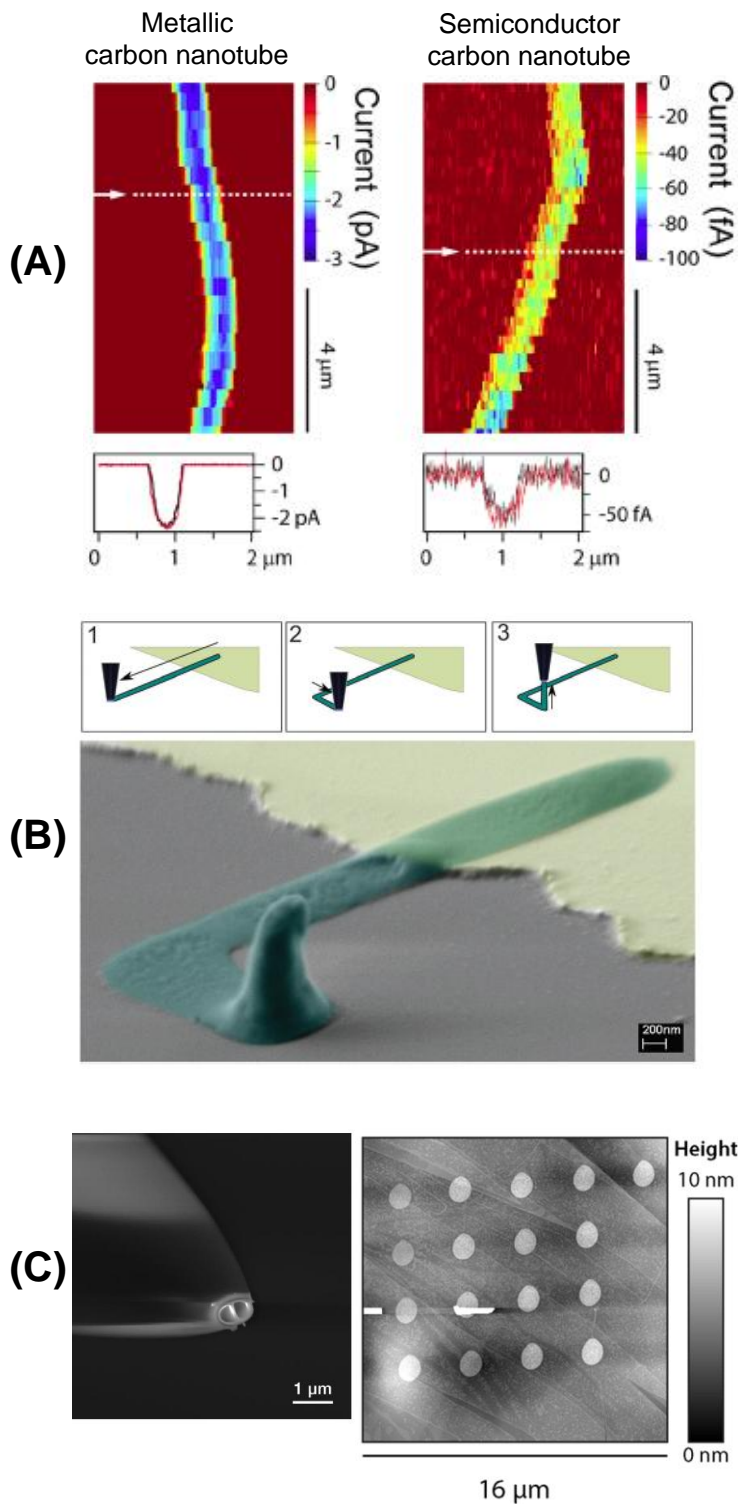 Metallic
carbon nanotube
Semiconductor
carbon nanotube
(A)
0
-1
-2
-3
Current (pA)
4 µm
0
-20
-40
-60
-80
-100
Current (fA)
4 µm
0
-1
-2 pA
0 1 2 µm
0
-50 fA
0 1 2 µm
(B)
1
2
3
200nm
(C)
1 µm
Height
10 nm
0 nm
16 µm